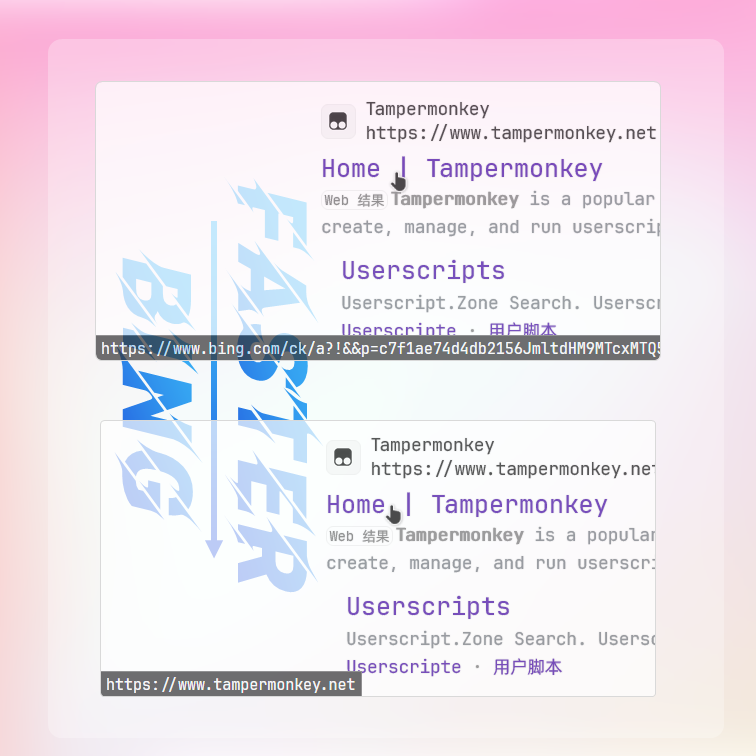 FASTER
BING
Tampermonkey
https://www.tampermonkey.net
Home | Tampermonkey
Web 结果 Tampermonkey is a popular
create, manage, and run userscrip
Userscripts
Userscript.Zone Search. Userscr
Userscripte · 用户脚本
https://www.bing.com/ck/a?!&&p=c7f1ae74d4db2156JmltdHM9MTcxMTQ5
Tampermonkey
https://www.tampermonkey.net
Home | Tampermonkey
Web 结果 Tampermonkey is a popular
create, manage, and run userscri
Userscripts
Userscript.Zone Search. Usersc
Userscripte · 用户脚本
https://www.tampermonkey.net